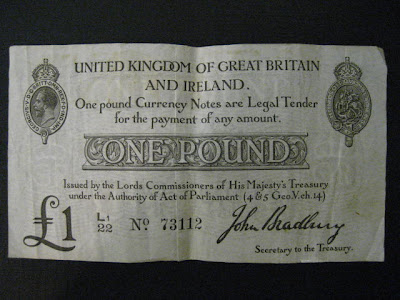 UNITED KINGDOM OF GREAT BRITAIN
AND IRELAND.
One pound Currency Notes are Legal Tender
for the payment of any amount.
ONE POUND
Issued by the Lords Commissioners of His Majesty's Treasury
under the Authority of Act of Parliament (4 & 5 Geo.V.ch.14)
£1
L1/22 No 73112
John Bradbury
Secretary to the Treasury.